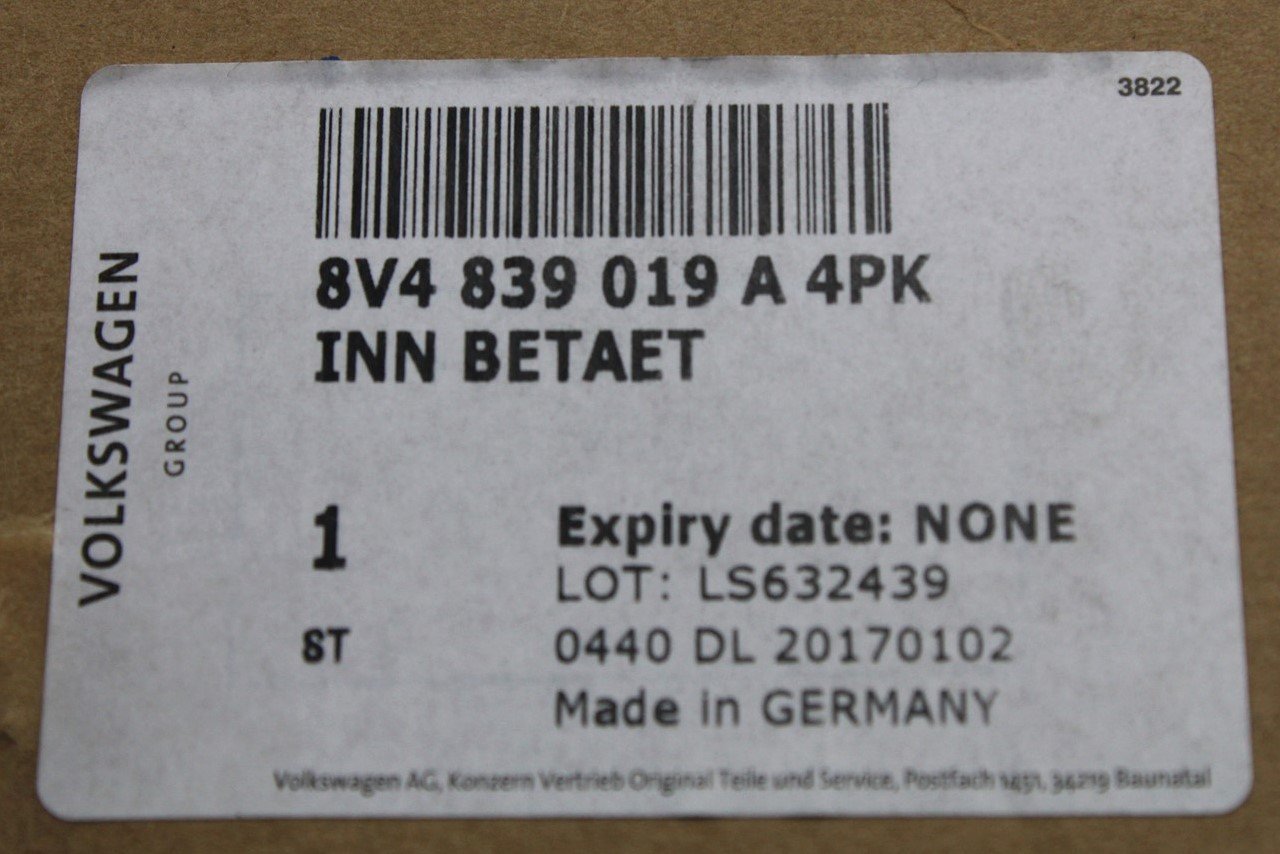 3822
VOLKSWAGEN
GROUP
8V4 839 019 A 4PK
INN BETAET
1
ST
Expiry date: NONE
LOT: LS632439
0440 DL 20170102
Made in GERMANY
Volkswagen AG, Konzern Vertrieb Original Teile und Service, Postfach 1451, 34219 Baunatal